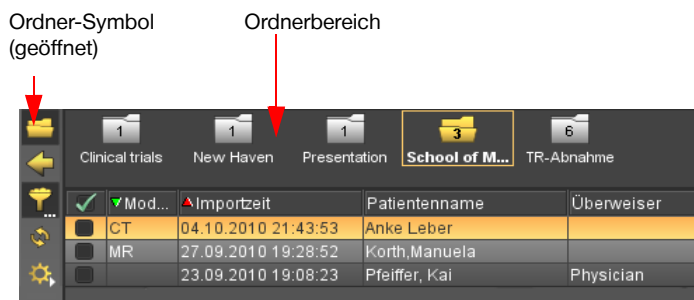 Ordner-Symbol
(geöffnet)
Ordnerbereich
1 1 1 3 6
Clinical trials New Haven Presentation School of M... TR-Abnahme
Mod... Importzeit Patientenname Überweiser
CT 04.10.2010 21:43:53 Anke Leber
MR 27.09.2010 19:28:52 Korth,Manuela
23.09.2010 19:08:23 Pfeiffer, Kai Physician